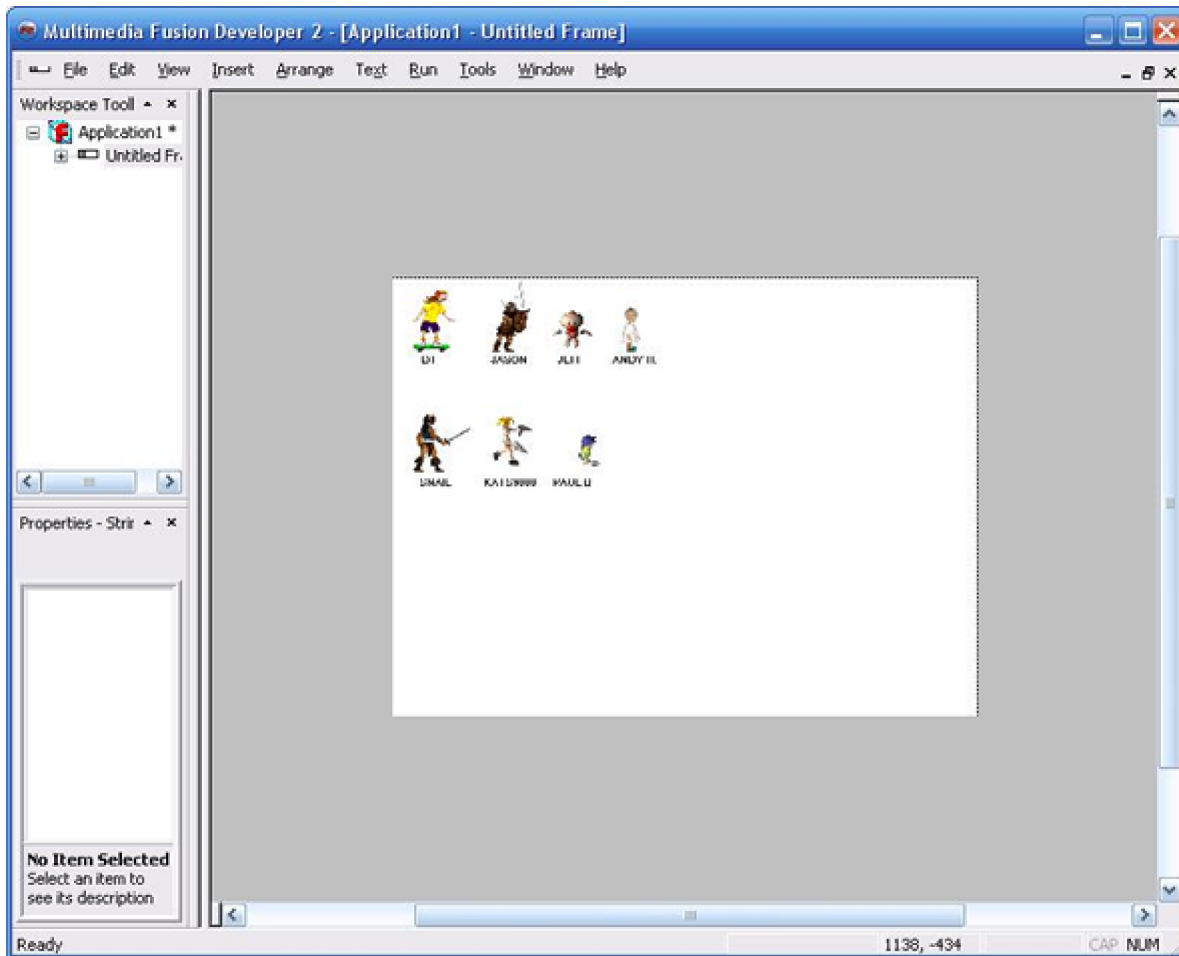 Multimedia Fusion Developer 2 - [Application1 - Untitled Frame]
File Edit View Insert Arrange Text Run Tools Window Help
Workspace Tooll
Application1 *
Untitled Fr
JASON ANDY H.
SNAIL PAUL
Properties - Strir
No Item Selected
Select an item to
see its description
Ready 1138, -434 CAP NUM